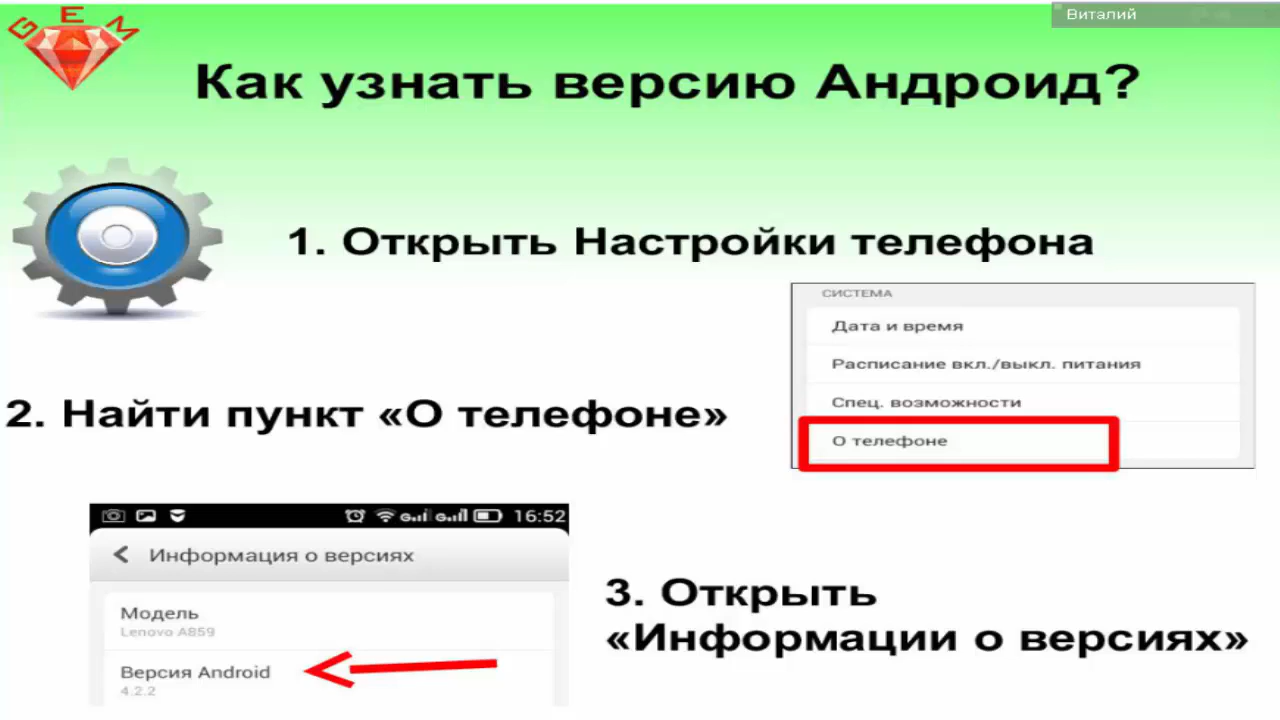 GEM
Виталий
Как узнать версию Андроид?
1. Открыть Настройки телефона
СИСТЕМА
Дата и время
Расписание вкл./выкл. питания
Спец. возможности
2. Найти пункт «О телефоне»
О телефоне
16:52
Информация о версиях
Модель
Lenovo A859
Версия Android
4.2.2
3. Открыть
«Информации о версиях»